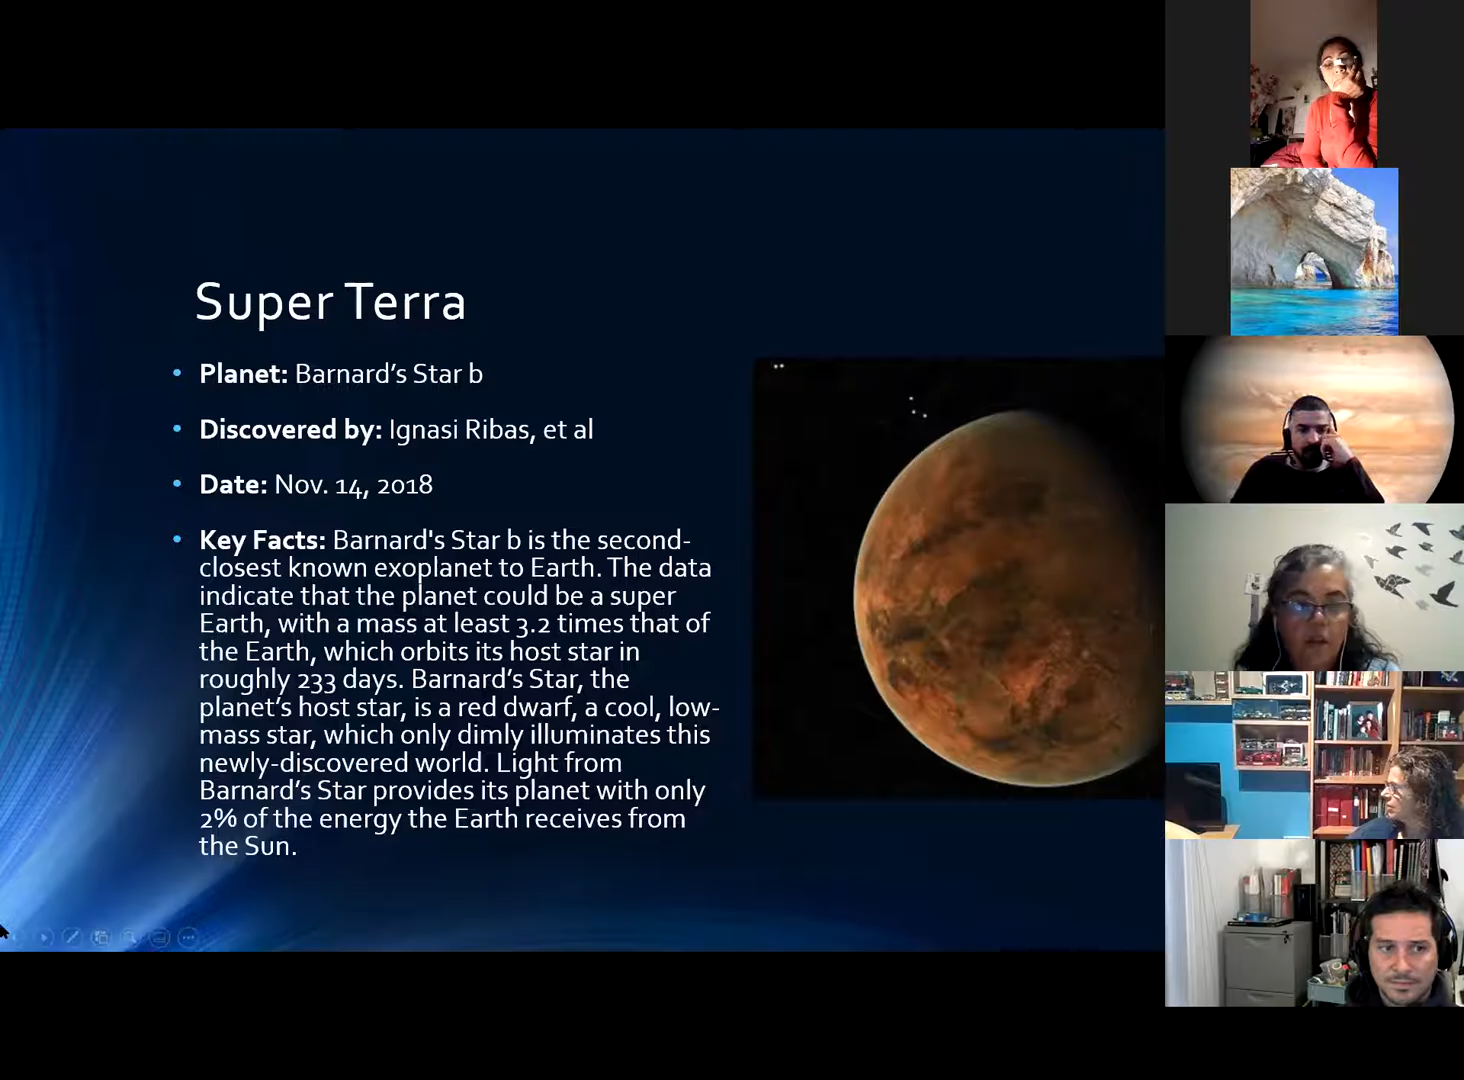 Super Terra
• Planet: Barnard’s Star b
• Discovered by: Ignasi Ribas, et al
• Date: Nov. 14, 2018
• Key Facts: Barnard's Star b is the second-
closest known exoplanet to Earth. The data
indicate that the planet could be a super
Earth, with a mass at least 3.2 times that of
the Earth, which orbits its host star in
roughly 233 days. Barnard’s Star, the
planet’s host star, is a red dwarf, a cool, low-
mass star, which only dimly illuminates this
newly-discovered world. Light from
Barnard’s Star provides its planet with only
2% of the energy the Earth receives from
the Sun.